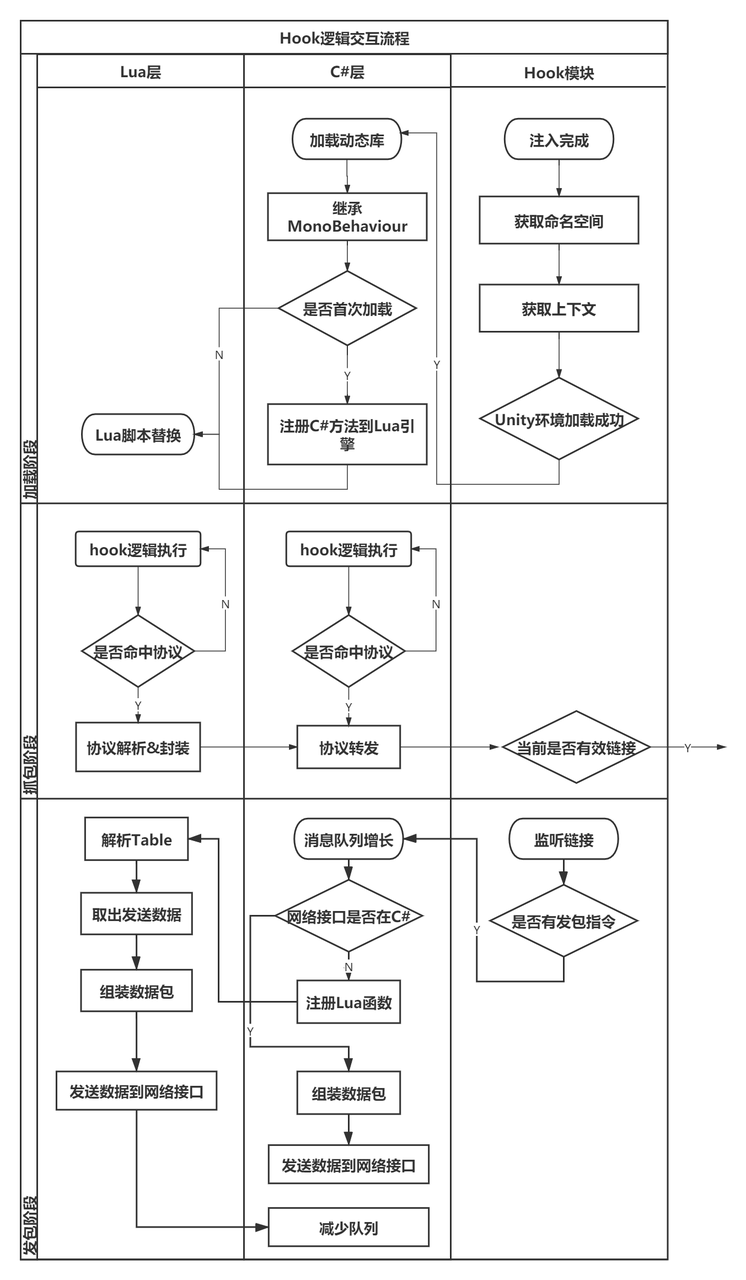 Hook逻辑交互流程
Lua层
C#层
Hook模块
加载阶段
加载动态库
注入完成
继承
MonoBehaviour
获取命名空间
是否首次加载
获取上下文
N
Y
Y
Lua脚本替换
注册C#方法到Lua引
擎
Unity环境加载成功
抓包阶段
hook逻辑执行
hook逻辑执行
N
N
是否命中协议
是否命中协议
Y
Y
协议解析&封装
协议转发
当前是否有效链接
Y
发包阶段
解析Table
消息队列增长
监听链接
取出发送数据
网络接口是否在C#
是否有发包指令
Y
N
组装数据包
注册Lua函数
Y
发送数据到网络接口
组装数据包
发送数据到网络接口
减少队列